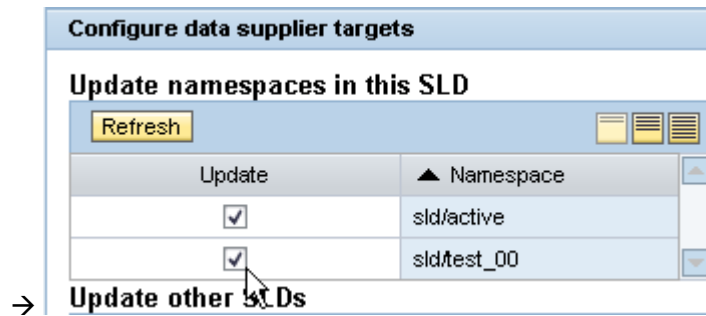 Configure data supplier targets
Update namespaces in this SLD
Refresh
Update ▲ Namespace
sld/active
sld/test_00
→ Update other SLDs